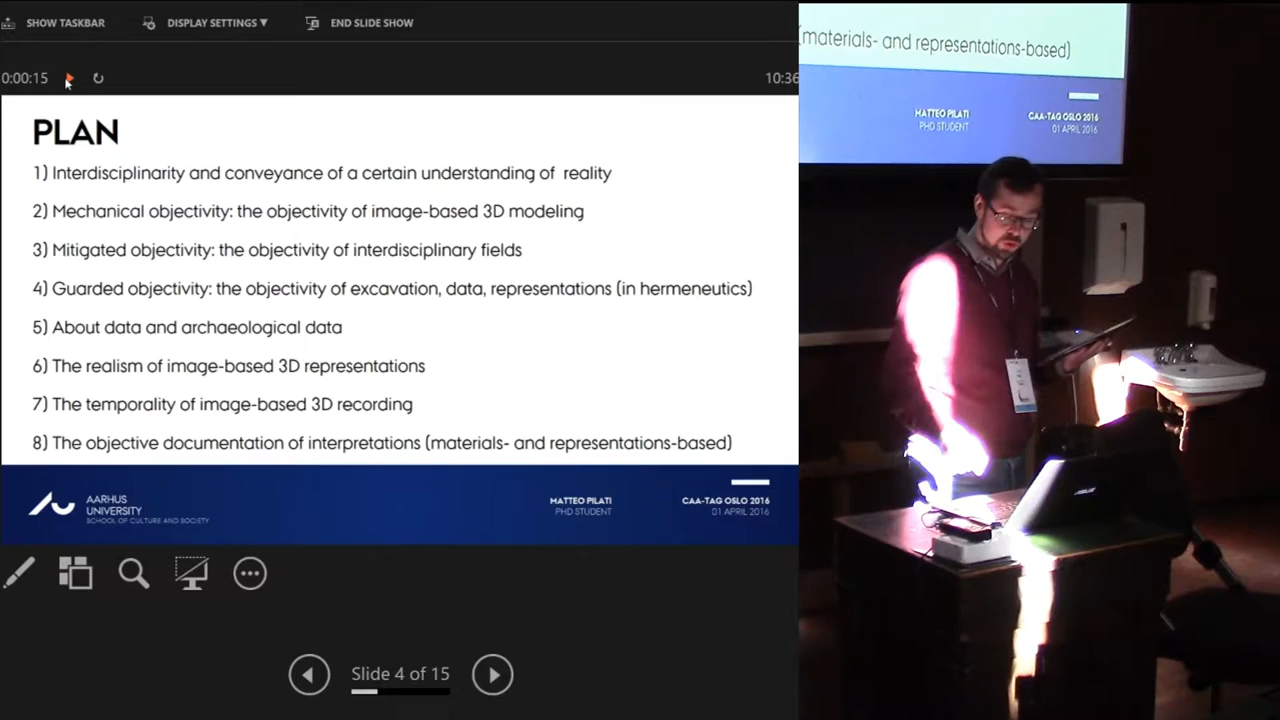 SHOW TASKBAR
DISPLAY SETTINGS ▼
END SLIDE SHOW
0:00:15
10:36
PLAN
1) Interdisciplinarity and conveyance of a certain understanding of reality
2) Mechanical objectivity: the objectivity of image-based 3D modeling
3) Mitigated objectivity: the objectivity of interdisciplinary fields
4) Guarded objectivity: the objectivity of excavation, data, representations (in hermeneutics)
5) About data and archaeological data
6) The realism of image-based 3D representations
7) The temporality of image-based 3D recording
8) The objective documentation of interpretations (materials- and representations-based)
AARHUS
UNIVERSITY
SCHOOL OF CULTURE AND SOCIETY
MATTEO PILATI
PHD STUDENT
CAA-TAG OSLO 2016
01 APRIL 2016
Slide 4 of 15
(materials- and representations-based)
MATTEO PILATI
PHD STUDENT
CAA-TAG OSLO 2016
01 APRIL 2016
ASUS